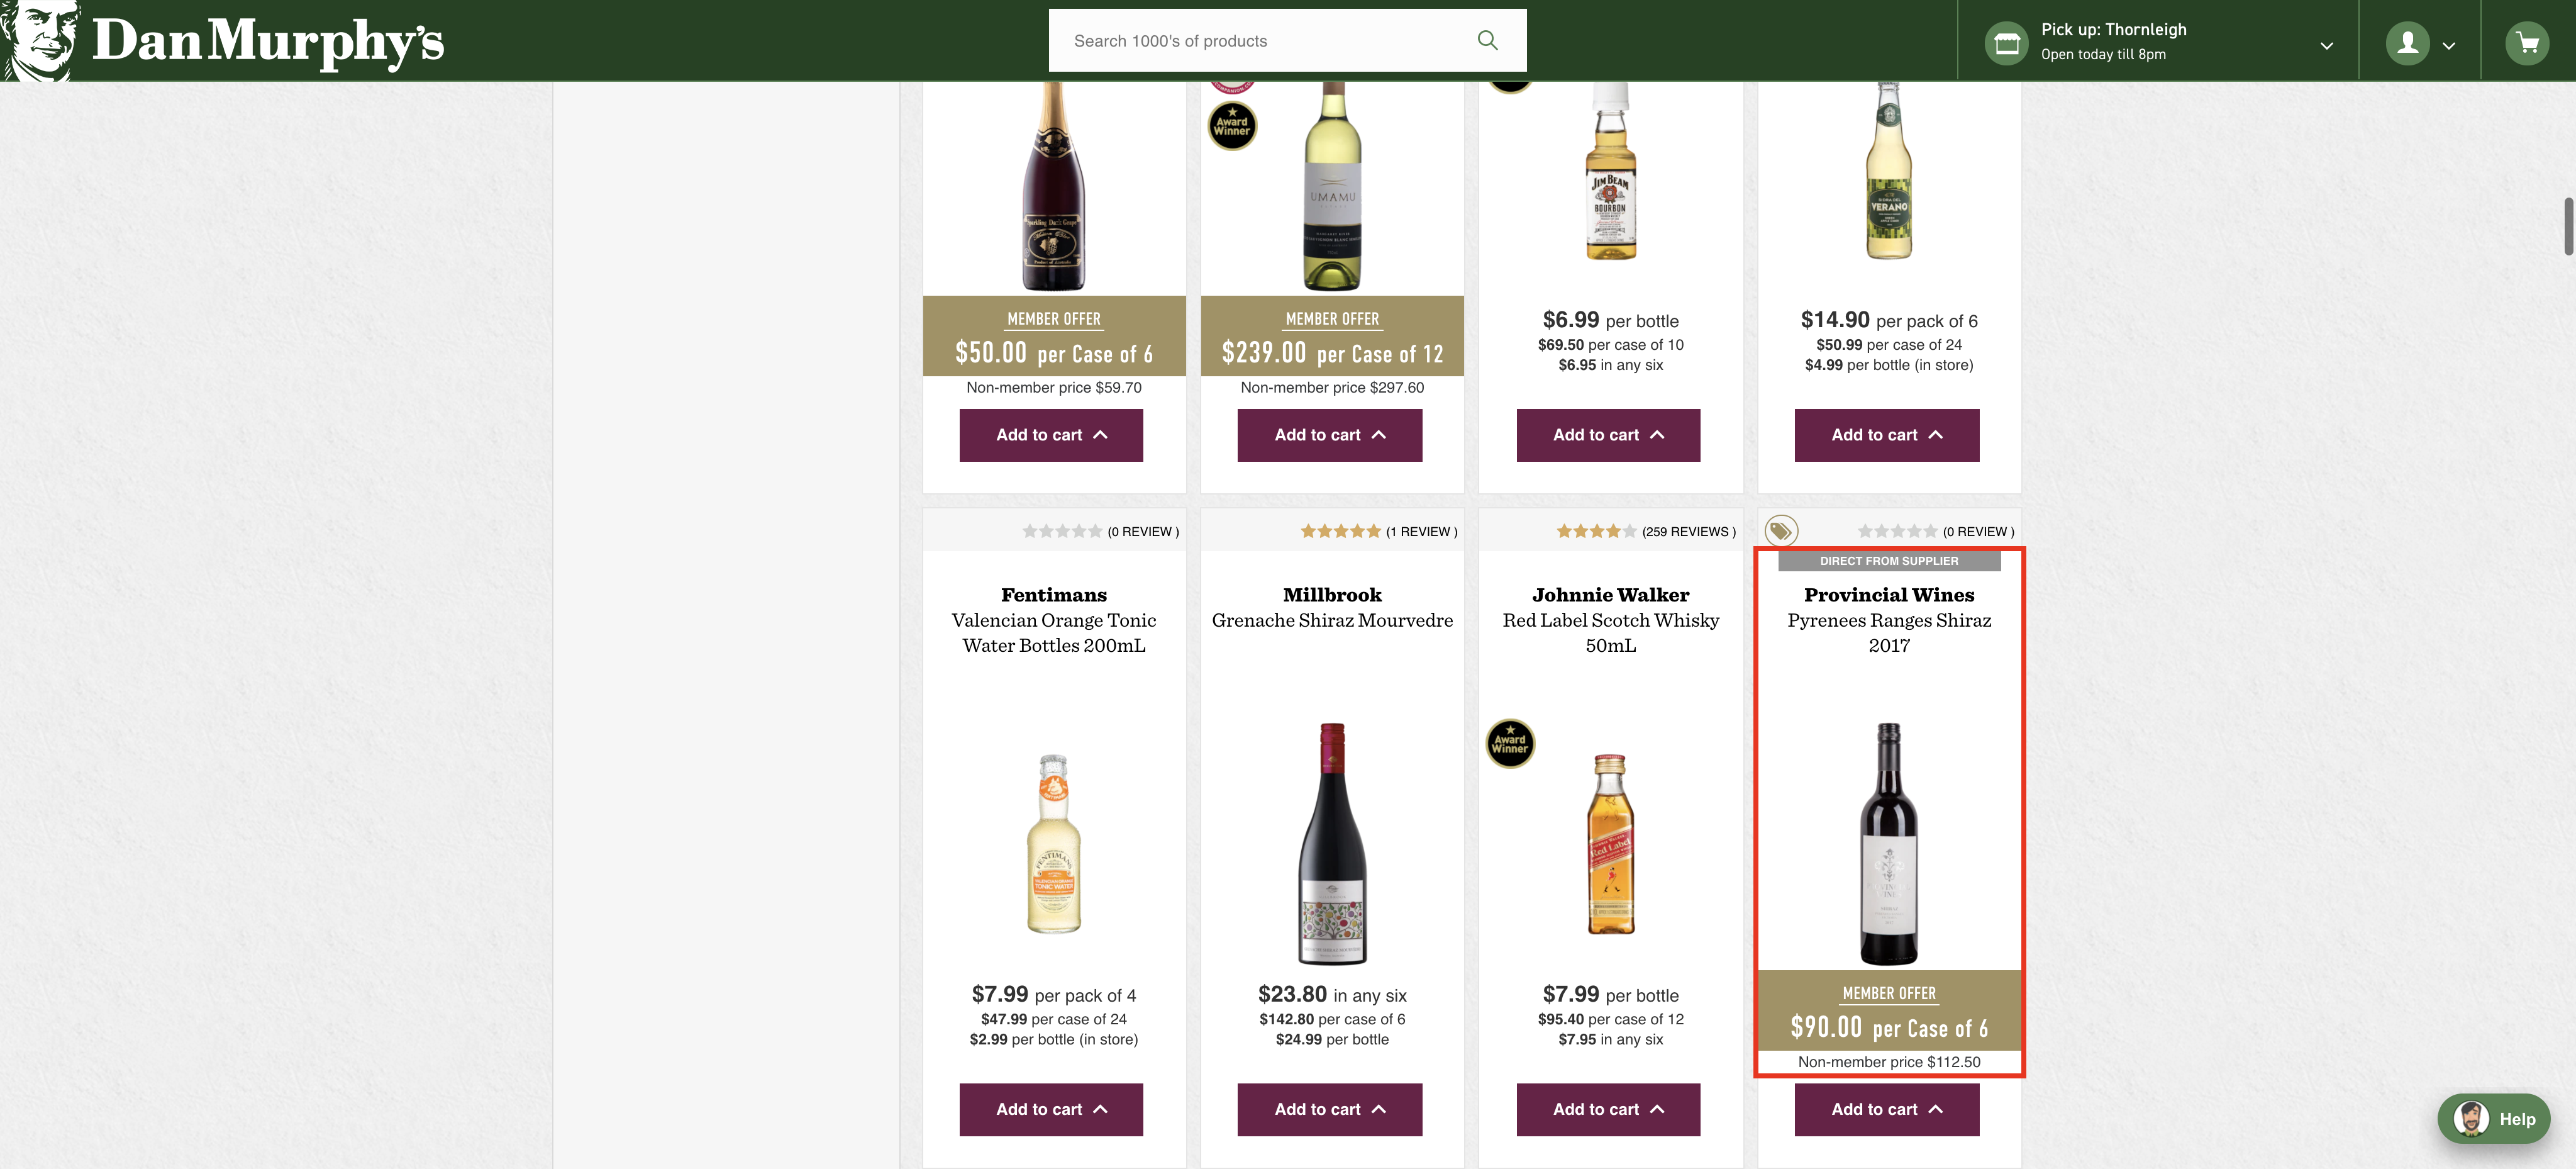 Dan Murphy's
Search 1000's of products
Pick up: Thornleigh
Open today till 8pm
Award
Winner
UMAMU
JIM BEAM
BOURBON
VERANO
MEMBER OFFER
$50.00 per Case of 6
Non-member price $59.70
Add to cart
MEMBER OFFER
$239.00 per Case of 12
Non-member price $297.60
Add to cart
$6.99 per bottle
$69.50 per case of 10
$6.95 in any six
Add to cart
$14.90 per pack of 6
$50.99 per case of 24
$4.99 per bottle (in store)
Add to cart
(0 REVIEW )
Fentimans
Valencian Orange Tonic
Water Bottles 200mL
FENTIMANS
TONIC WATER
$7.99 per pack of 4
$47.99 per case of 24
$2.99 per bottle (in store)
Add to cart
(1 REVIEW )
Millbrook
Grenache Shiraz Mourvedre
$23.80 in any six
$142.80 per case of 6
$24.99 per bottle
Add to cart
(259 REVIEWS )
Johnnie Walker
Red Label Scotch Whisky
50mL
Award
Winner
Red Label
$7.99 per bottle
$95.40 per case of 12
$7.95 in any six
Add to cart
(0 REVIEW )
DIRECT FROM SUPPLIER
Provincial Wines
Pyrenees Ranges Shiraz
2017
MEMBER OFFER
$90.00 per Case of 6
Non-member price $112.50
Add to cart
Help